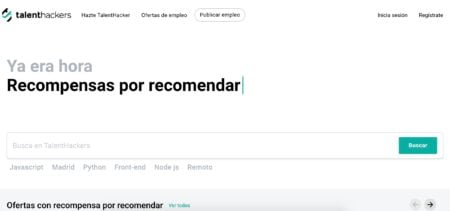 talenthackers Hazte TalentHacker Ofertas de empleo Publicar empleo Inicia sesión Regístrate
Ya era hora
Recompensas por recomendar
Busca en TalentHackers Buscar
Javascript Madrid Python Front-end Node js Remoto
Ofertas con recompensa por recomendar Ver todas